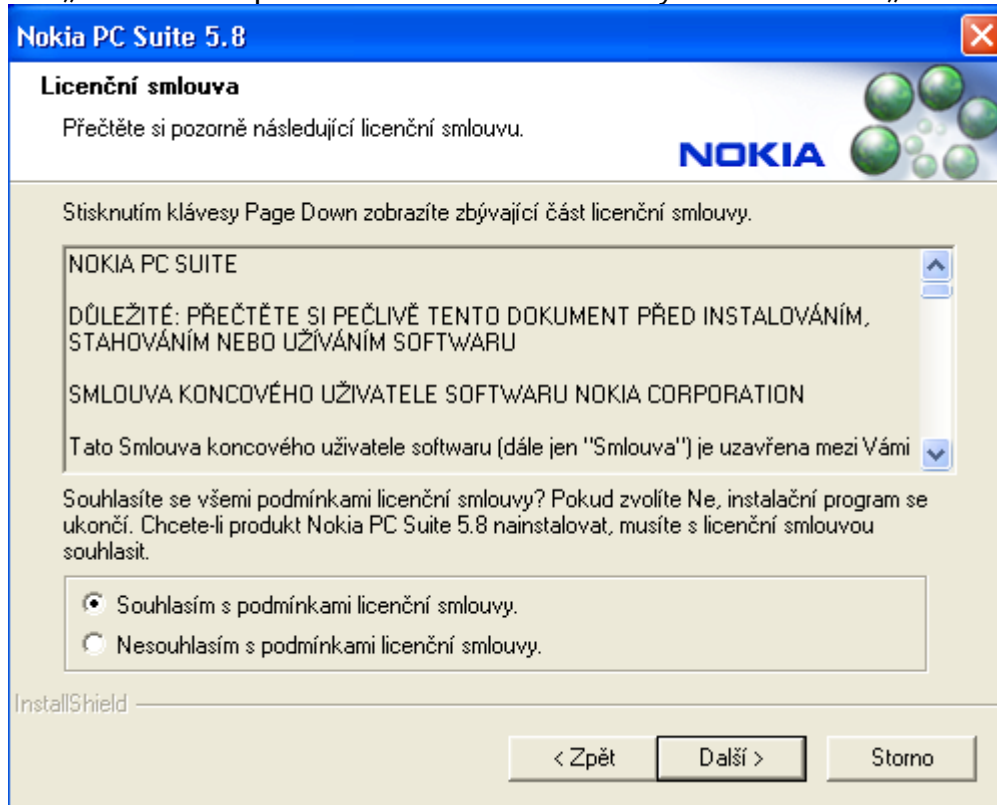 Nokia PC Suite 5.8
Licenční smlouva
Přečtěte si pozorně následující licenční smlouvu.
NOKIA
Stisknutím klávesy Page Down zobrazíte zbývající část licenční smlouvy.
NOKIA PC SUITE
DŮLEŽITÉ: PŘEČTĚTE SI PEČLIVĚ TENTO DOKUMENT PŘED INSTALOVÁNÍM,
STAHOVÁNÍM NEBO UŽÍVÁNÍM SOFTWARU
SMLOUVA KONCOVÉHO UŽIVATELE SOFTWARU NOKIA CORPORATION
Tato Smlouva koncového uživatele softwaru (dále jen "Smlouva") je uzavřena mezi Vámi
Souhlasíte se všemi podmínkami licenční smlouvy? Pokud zvolíte Ne, instalační program se
ukončí. Chcete-li produkt Nokia PC Suite 5.8 nainstalovat, musíte s licenční smlouvou
souhlasit.
Souhlasím s podmínkami licenční smlouvy.
Nesouhlasím s podmínkami licenční smlouvy.
InstallShield
< Zpět
Další >
Storno